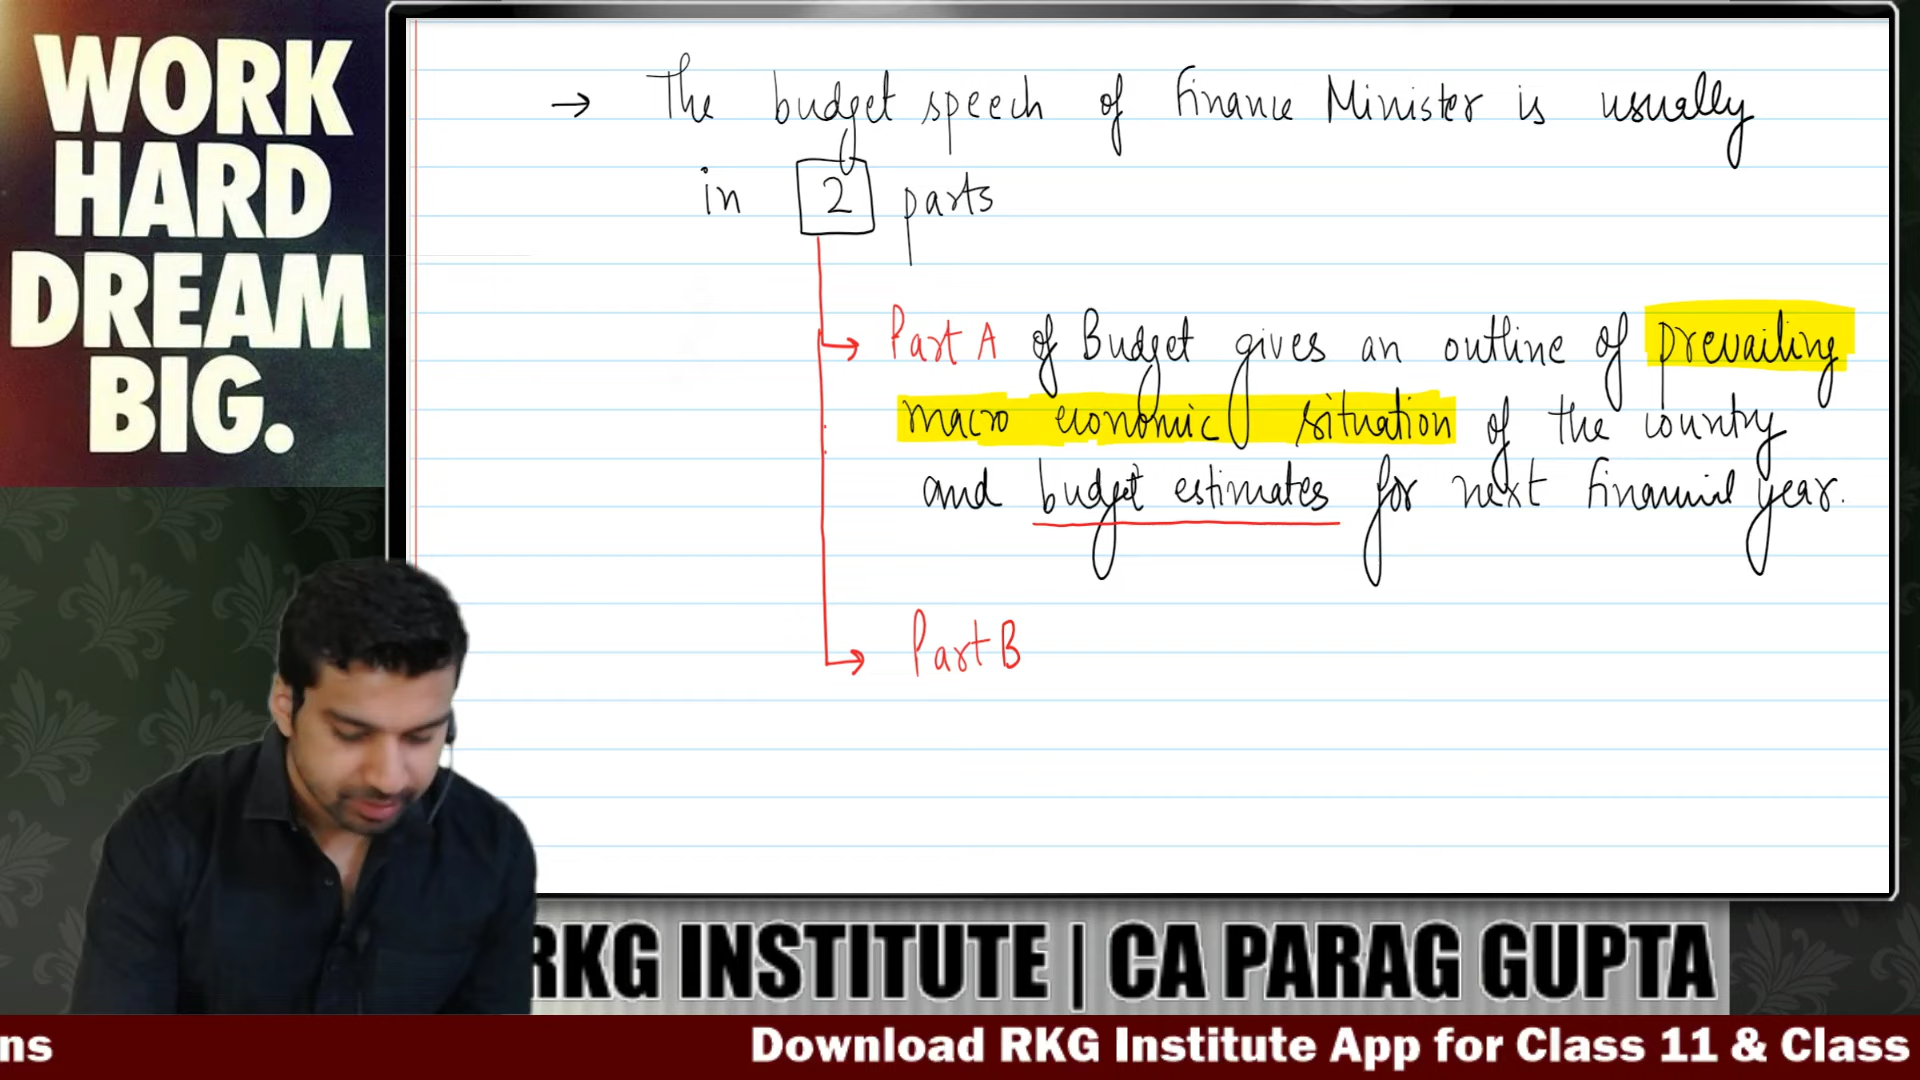 WORK
HARD
DREAM
BIG.
→ The budget speech of Finance Minister is usually
in 2 parts
Part A of Budget gives an outline of prevailing
macro economic situation of the country
and budget estimates for next financial year.
Part B
RKG INSTITUTE | CA PARAG GUPTA
ns
Download RKG Institute App for Class 11 & Class